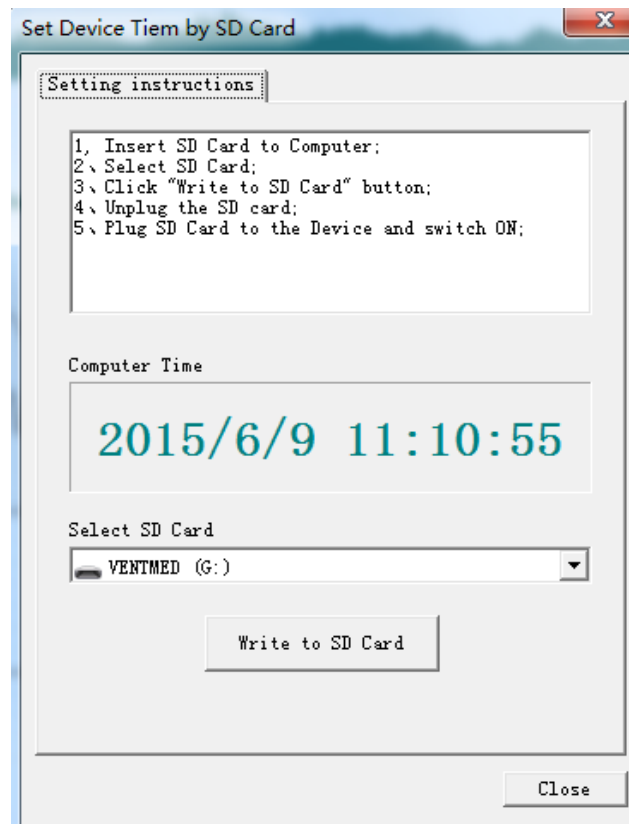 Set Device Tiem by SD Card
X
Setting instructions
1, Insert SD Card to Computer;
2、Select SD Card;
3、Click "Write to SD Card" button;
4、Unplug the SD card;
5、Plug SD Card to the Device and switch ON;
Computer Time
2015/6/9 11:10:55
Select SD Card
VENTMED (G:)
Write to SD Card
Close